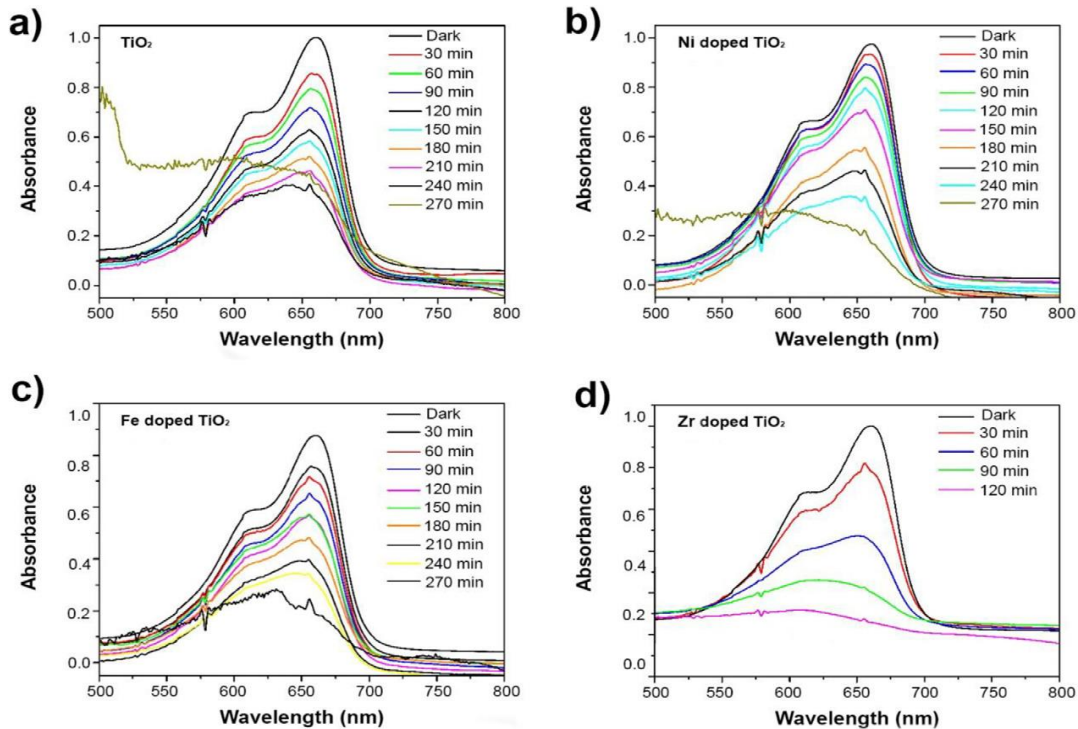 a)
TiO₂
Dark
30 min
60 min
90 min
120 min
150 min
180 min
210 min
240 min
270 min
1.0
0.8
0.6
0.4
0.2
0.0
Absorbance
500 550 600 650 700 750 800
Wavelength (nm)
b)
Ni doped TiO₂
Dark
30 min
60 min
90 min
120 min
150 min
180 min
210 min
240 min
270 min
1.0
0.8
0.6
0.4
0.2
0.0
Absorbance
500 550 600 650 700 750 800
Wavelength (nm)
c)
Fe doped TiO₂
Dark
30 min
60 min
90 min
120 min
150 min
180 min
210 min
240 min
270 min
1.0
0.8
0.6
0.4
0.2
0.0
Absorbance
500 550 600 650 700 750 800
Wavelength (nm)
d)
Zr doped TiO₂
Dark
30 min
60 min
90 min
120 min
1.0
0.8
0.6
0.4
0.2
0.0
Absorbance
500 550 600 650 700 750 800
Wavelength (nm)